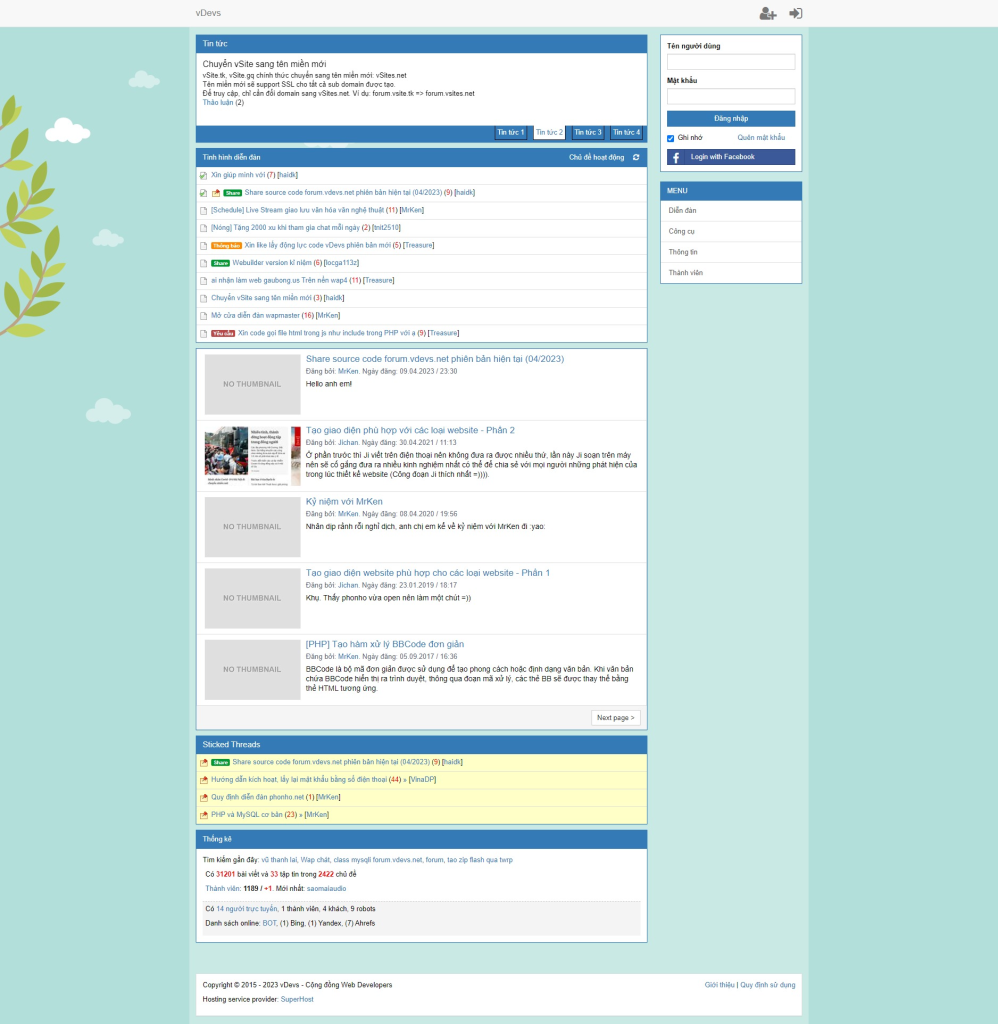 vDevs
Tin tức
Chuyển vSite sang tên miền mới
vSite.tk, vSite.gq chính thức chuyển sang tên miền mới: vSites.net
Tên miền mới sẽ support SSL cho tất cả sub domain được tạo.
Để truy cập, chỉ cần đổi domain sang vSites.net. Ví dụ: forum.vsite.tk => forum.vsites.net
Thảo luận (2)
Tin tức 1 Tin tức 2 Tin tức 3 Tin tức 4
Tình hình diễn đàn Chủ đề hoạt động
Xin giúp mình với (7) [haidk]
Share Share source code forum.vdevs.net phiên bản hiện tại (04/2023) (9) [haidk]
[Schedule] Live Stream giao lưu văn hóa văn nghệ thuật (11) [MrKen]
[Nóng] Tặng 2000 xu khi tham gia chat mỗi ngày (2) [tnit2510]
Thông báo Xin like lấy động lực code vDevs phiên bản mới (5) [Treasure]
Share Webuilder version kỉ niệm (6) [locga113z]
ai nhận làm web gaubong.us Trên nền wap4 (11) [Treasure]
Chuyển vSite sang tên miền mới (3) [haidk]
Mở cửa diễn đàn wapmaster (16) [MrKen]
Yêu cầu Xin code gọi file html trong js như include trong PHP với ạ (9) [Treasure]
NO THUMBNAIL
Share source code forum.vdevs.net phiên bản hiện tại (04/2023)
Đăng bởi: MrKen. Ngày đăng: 09.04.2023 / 23:30
Hello anh em!
Tạo giao diện phù hợp với các loại website - Phần 2
Đăng bởi: Jichan. Ngày đăng: 30.04.2021 / 11:13
Ở phần trước thì Ji viết trên điện thoại nên không đưa ra được nhiều thứ, lần này Ji soạn trên máy
nên sẽ cố gắng đưa ra nhiều kinh nghiệm nhất có thể để chia sẻ với mọi người những phát hiện của
trong lúc thiết kế website (Công đoạn Ji thích nhất =)))).
NO THUMBNAIL
Kỷ niệm với MrKen
Đăng bởi: MrKen. Ngày đăng: 08.04.2020 / 19:56
Nhân dịp rảnh rỗi nghỉ dịch, anh chị em kể về kỷ niệm với MrKen đi :yao:
NO THUMBNAIL
Tạo giao diện website phù hợp cho các loại website - Phần 1
Đăng bởi: Jichan. Ngày đăng: 23.01.2019 / 18:17
Khụ. Thấy phonho vừa open nên làm một chút =))
NO THUMBNAIL
[PHP] Tạo hàm xử lý BBCode đơn giản
Đăng bởi: MrKen. Ngày đăng: 05.09.2017 / 16:36
BBCode là bộ mã đơn giản được sử dụng để tạo phong cách hoặc định dạng văn bản. Khi văn bản
chứa BBCode hiển thị ra trình duyệt, thông qua đoạn mã xử lý, các thẻ BB sẽ được thay thế bằng
thẻ HTML tương ứng.
Next page >
Sticked Threads
Share Share source code forum.vdevs.net phiên bản hiện tại (04/2023) (9) [haidk]
Hướng dẫn kích hoạt, lấy lại mật khẩu bằng số điện thoại (44) » [VinaDP]
Quy định diễn đàn phonho.net (1) [MrKen]
PHP và MySQL cơ bản (23) » [MrKen]
Thống kê
Tìm kiếm gần đây: vũ thanh lai, Wap chát, class mysqli forum.vdevs.net, forum, tao zip flash qua twrp
Có 31201 bài viết và 33 tập tin trong 2422 chủ đề
Thành viên: 1189 / +1. Mới nhất: saomaiaudio
Có 14 người trực tuyến, 1 thành viên, 4 khách, 9 robots
Danh sách online: BOT, (1) Bing, (1) Yandex, (7) Ahrefs
Tên người dùng
Mật khẩu
Đăng nhập
Ghi nhớ Quên mật khẩu
Login with Facebook
MENU
Diễn đàn
Công cụ
Thông tin
Thành viên
Copyright © 2015 - 2023 vDevs - Cộng đồng Web Developers
Giới thiệu | Quy định sử dụng
Hosting service provider: SuperHost